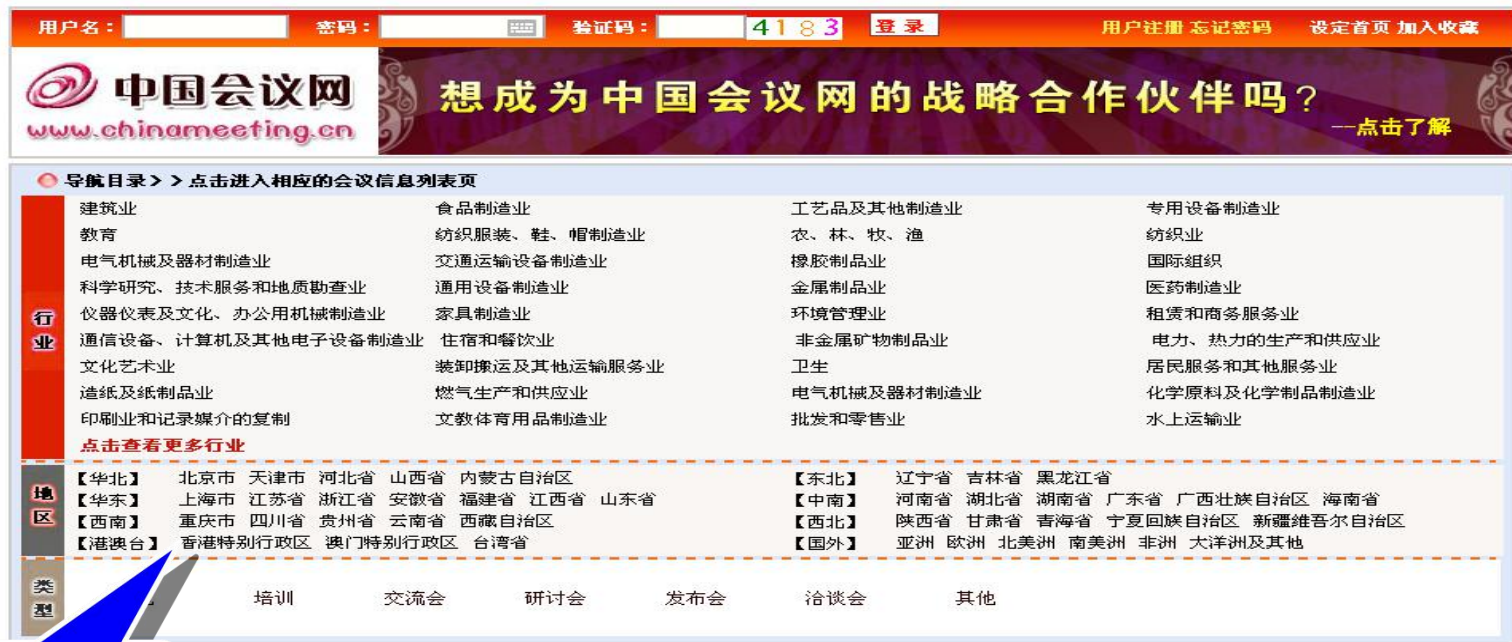 用户名： 密码： 验证码： 4183 登录 用户注册 忘记密码 设定首页 加入收藏
中国会议网
www.chinameeting.cn
想成为中国会议网的战略合作伙伴吗？
--点击了解
导航目录> > 点击进入相应的会议信息列表页
行业
建筑业 食品制造业 工艺品及其他制造业 专用设备制造业
教育 纺织服装、鞋、帽制造业 农、林、牧、渔 纺织业
电气机械及器材制造业 交通运输设备制造业 橡胶制品业 国际组织
科学研究、技术服务和地质勘查业 通用设备制造业 金属制品业 医药制造业
仪器仪表及文化、办公用机械制造业 家具制造业 环境管理业 租赁和商务服务业
通信设备、计算机及其他电子设备制造业 住宿和餐饮业 非金属矿物制品业 电力、热力的生产和供应业
文化艺术业 装卸搬运及其他运输服务业 卫生 居民服务和其他服务业
造纸及纸制品业 燃气生产和供应业 电气机械及器材制造业 化学原料及化学制品制造业
印刷业和记录媒介的复制 文教体育用品制造业 批发和零售业 水上运输业
点击查看更多行业
地区
【华北】 北京市 天津市 河北省 山西省 内蒙古自治区 【东北】 辽宁省 吉林省 黑龙江省
【华东】 上海市 江苏省 浙江省 安徽省 福建省 江西省 山东省 【中南】 河南省 湖北省 湖南省 广东省 广西壮族自治区 海南省
【西南】 重庆市 四川省 贵州省 云南省 西藏自治区 【西北】 陕西省 甘肃省 青海省 宁夏回族自治区 新疆维吾尔自治区
【港澳台】 香港特别行政区 澳门特别行政区 台湾省 【国外】 亚洲 欧洲 北美洲 南美洲 非洲 大洋洲及其他
类型
培训 交流会 研讨会 发布会 洽谈会 其他